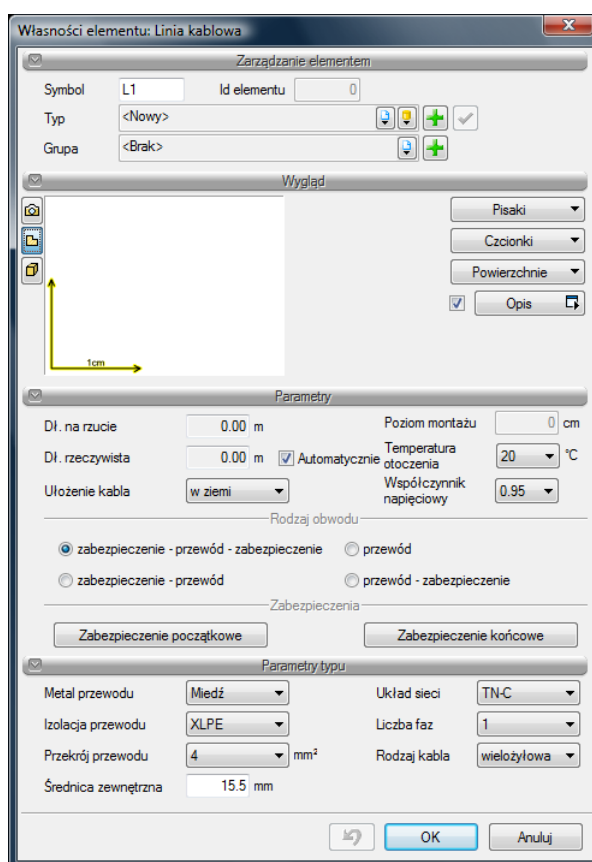 Własności elementu: Linia kablowa
Zarządzanie elementem
Symbol L1 Id elementu 0
Typ <Nowy>
Grupa <Brak>
Wygląd
Pisaki
Czcionki
Powierzchnie
Opis
1cm
Parametry
Dł. na rzucie 0.00 m Poziom montażu 0 cm
Dł. rzeczywista 0.00 m Automatycznie Temperatura otoczenia 20 °C
Ułożenie kabla w ziemi Współczynnik napięciowy 0.95
Rodzaj obwodu
zabezpieczenie - przewód - zabezpieczenie przewód
zabezpieczenie - przewód przewód - zabezpieczenie
Zabezpieczenia
Zabezpieczenie początkowe Zabezpieczenie końcowe
Parametry typu
Metal przewodu Miedź Układ sieci TN-C
Izolacja przewodu XLPE Liczba faz 1
Przekrój przewodu 4 mm² Rodzaj kabla wielożyłowa
Średnica zewnętrzna 15.5 mm
OK Anuluj